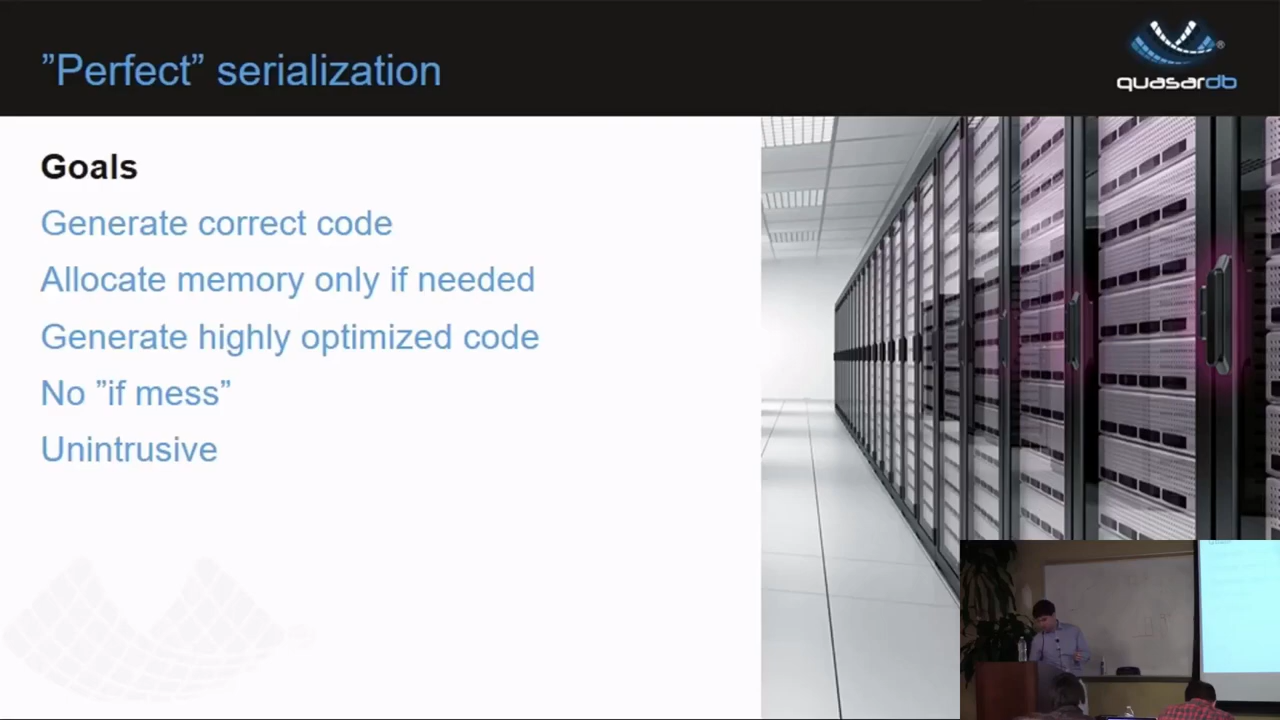 ”Perfect” serialization
quasardb
Goals
Generate correct code
Allocate memory only if needed
Generate highly optimized code
No ”if mess”
Unintrusive